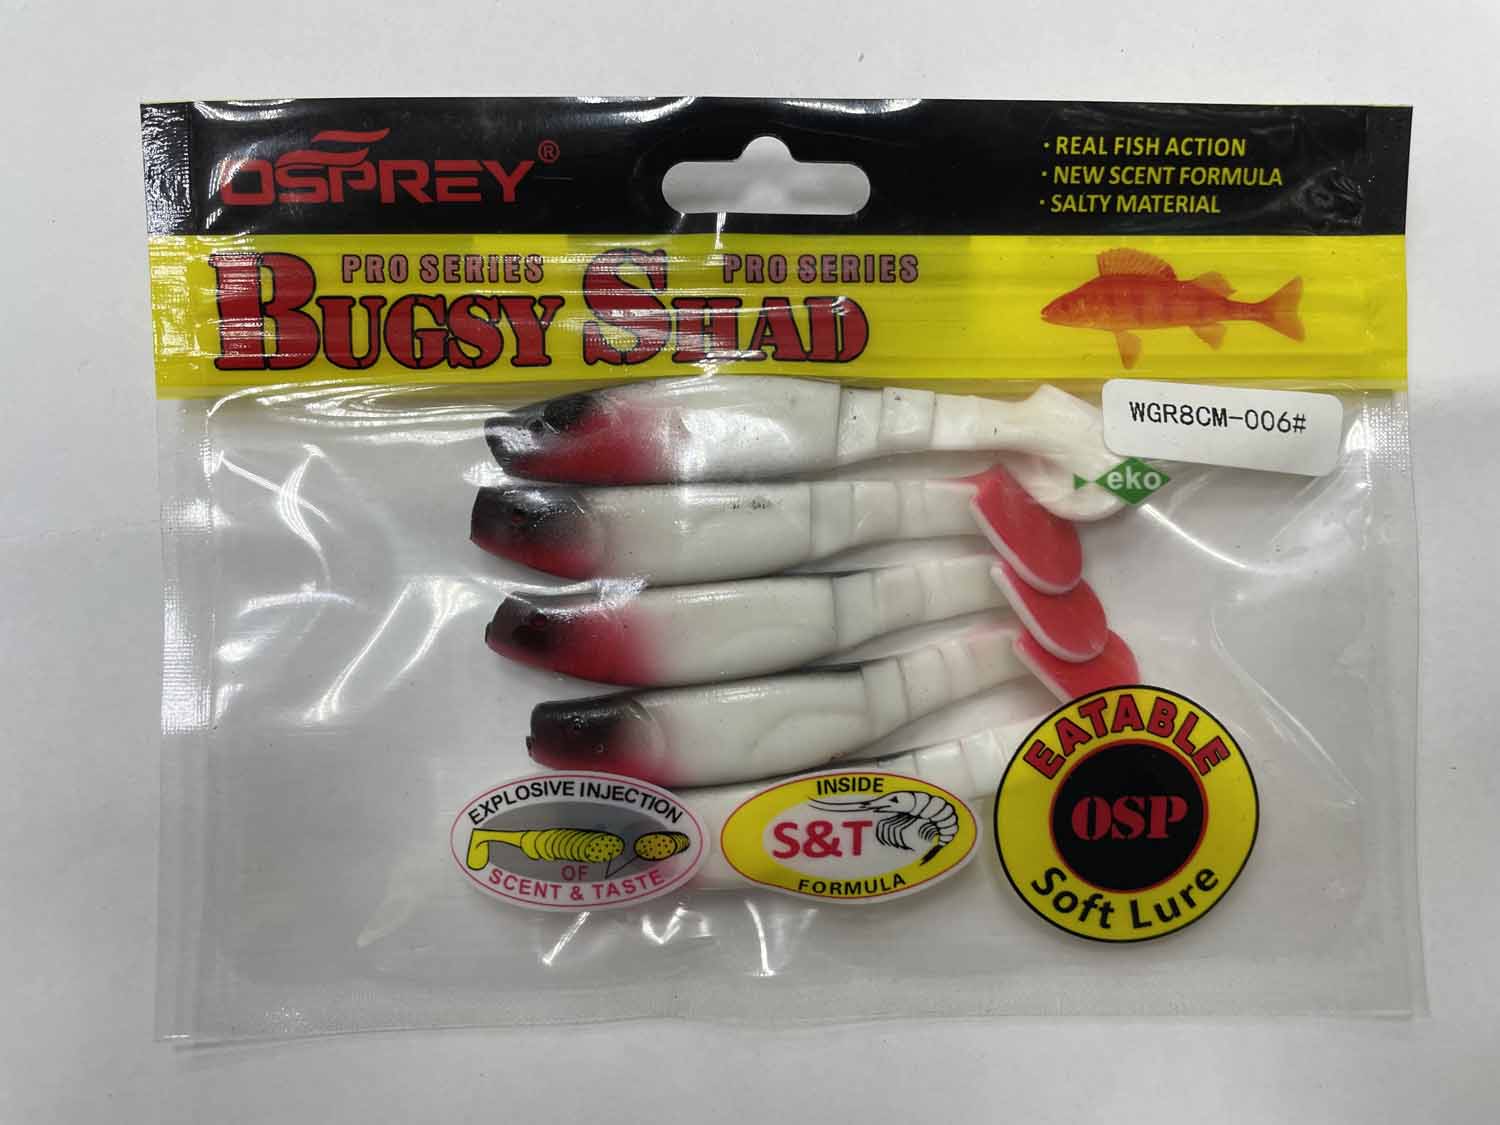 OSPREY®
· REAL FISH ACTION
· NEW SCENT FORMULA
· SALTY MATERIAL
PRO SERIES PRO SERIES
BUGSY SHAD
WGR8CM-006#
eko
EXPLOSIVE INJECTION
OF
SCENT & TASTE
INSIDE
S&T
FORMULA
EATABLE
OSP
Soft Lure